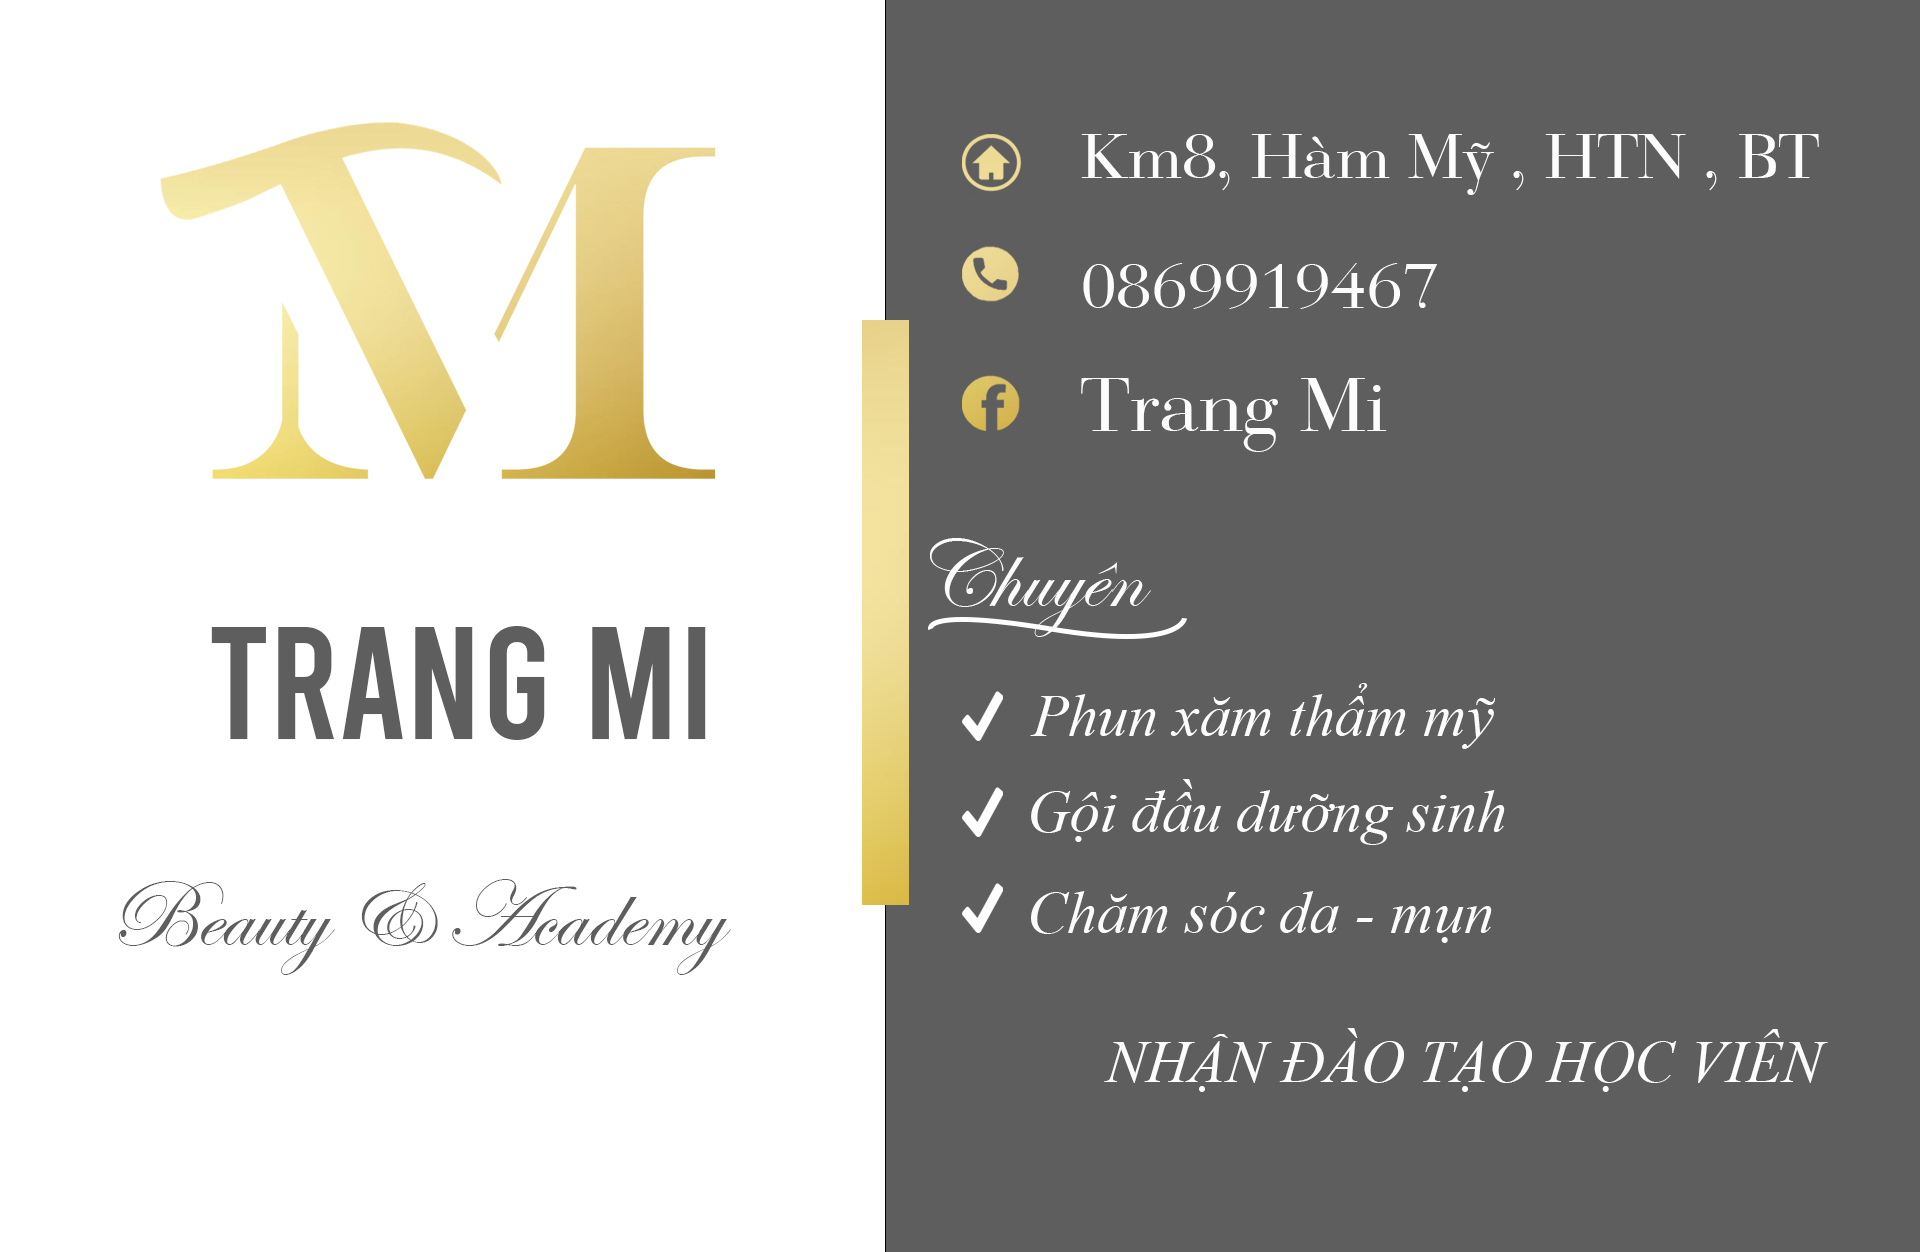 TM
TRANG MI
Beauty & Academy
Km8, Hàm Mỹ , HTN , BT
0869919467
Trang Mi
Chuyên
Phun xăm thẩm mỹ
Gội đầu dưỡng sinh
Chăm sóc da - mụn
NHẬN ĐÀO TẠO HỌC VIÊN